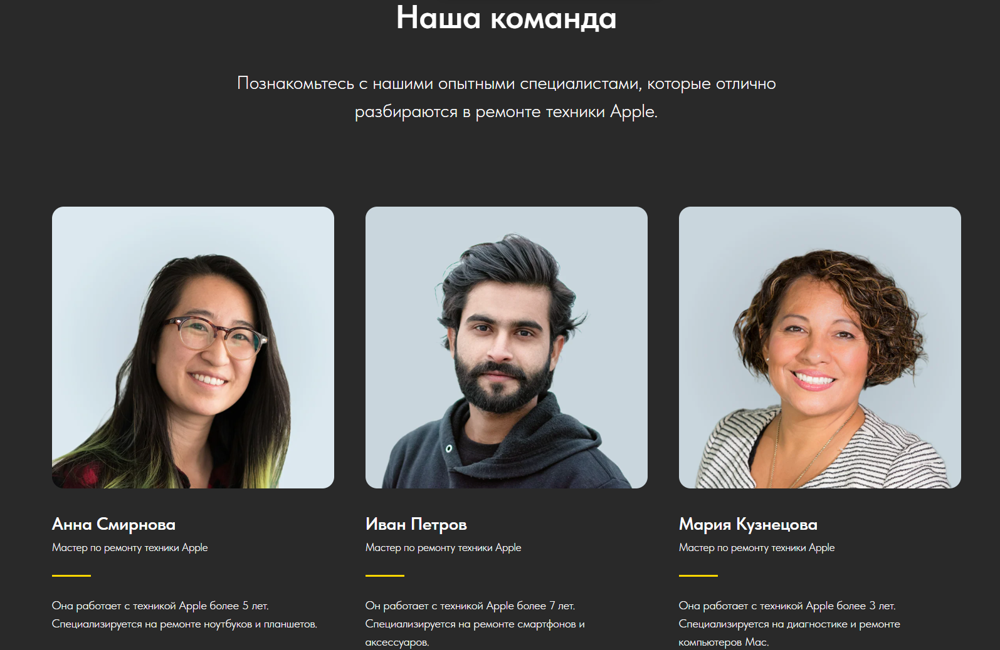 Наша команда
Познакомьтесь с нашими опытными специалистами, которые отлично
разбираются в ремонте техники Apple.
Анна Смирнова
Мастер по ремонту техники Apple
Она работает с техникой Apple более 5 лет.
Специализируется на ремонте ноутбуков и планшетов.
Иван Петров
Мастер по ремонту техники Apple
Он работает с техникой Apple более 7 лет.
Специализируется на ремонте смартфонов и
аксессуаров.
Мария Кузнецова
Мастер по ремонту техники Apple
Она работает с техникой Apple более 3 лет.
Специализируется на диагностике и ремонте
компьютеров Mac.